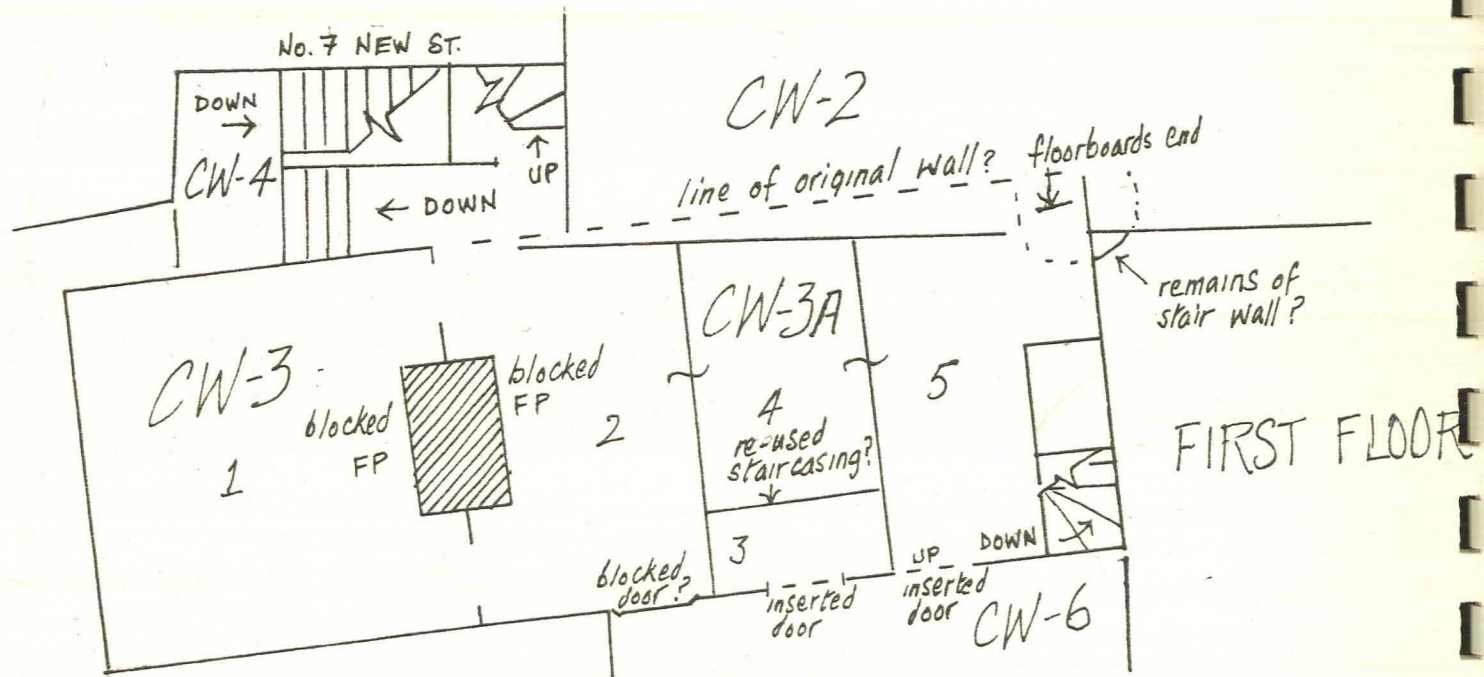 No. 7 NEW ST.
DOWN
CW-4
UP
DOWN
CW-2
line of original wall?
floorboards end
remains of
stair wall?
CW-3
1
blocked
FP
blocked
FP
2
CW-3A
4
re-used
staircasing?
3
5
FIRST FLOOR
blocked
door?
inserted
door
UP
inserted
door
DOWN
CW-6